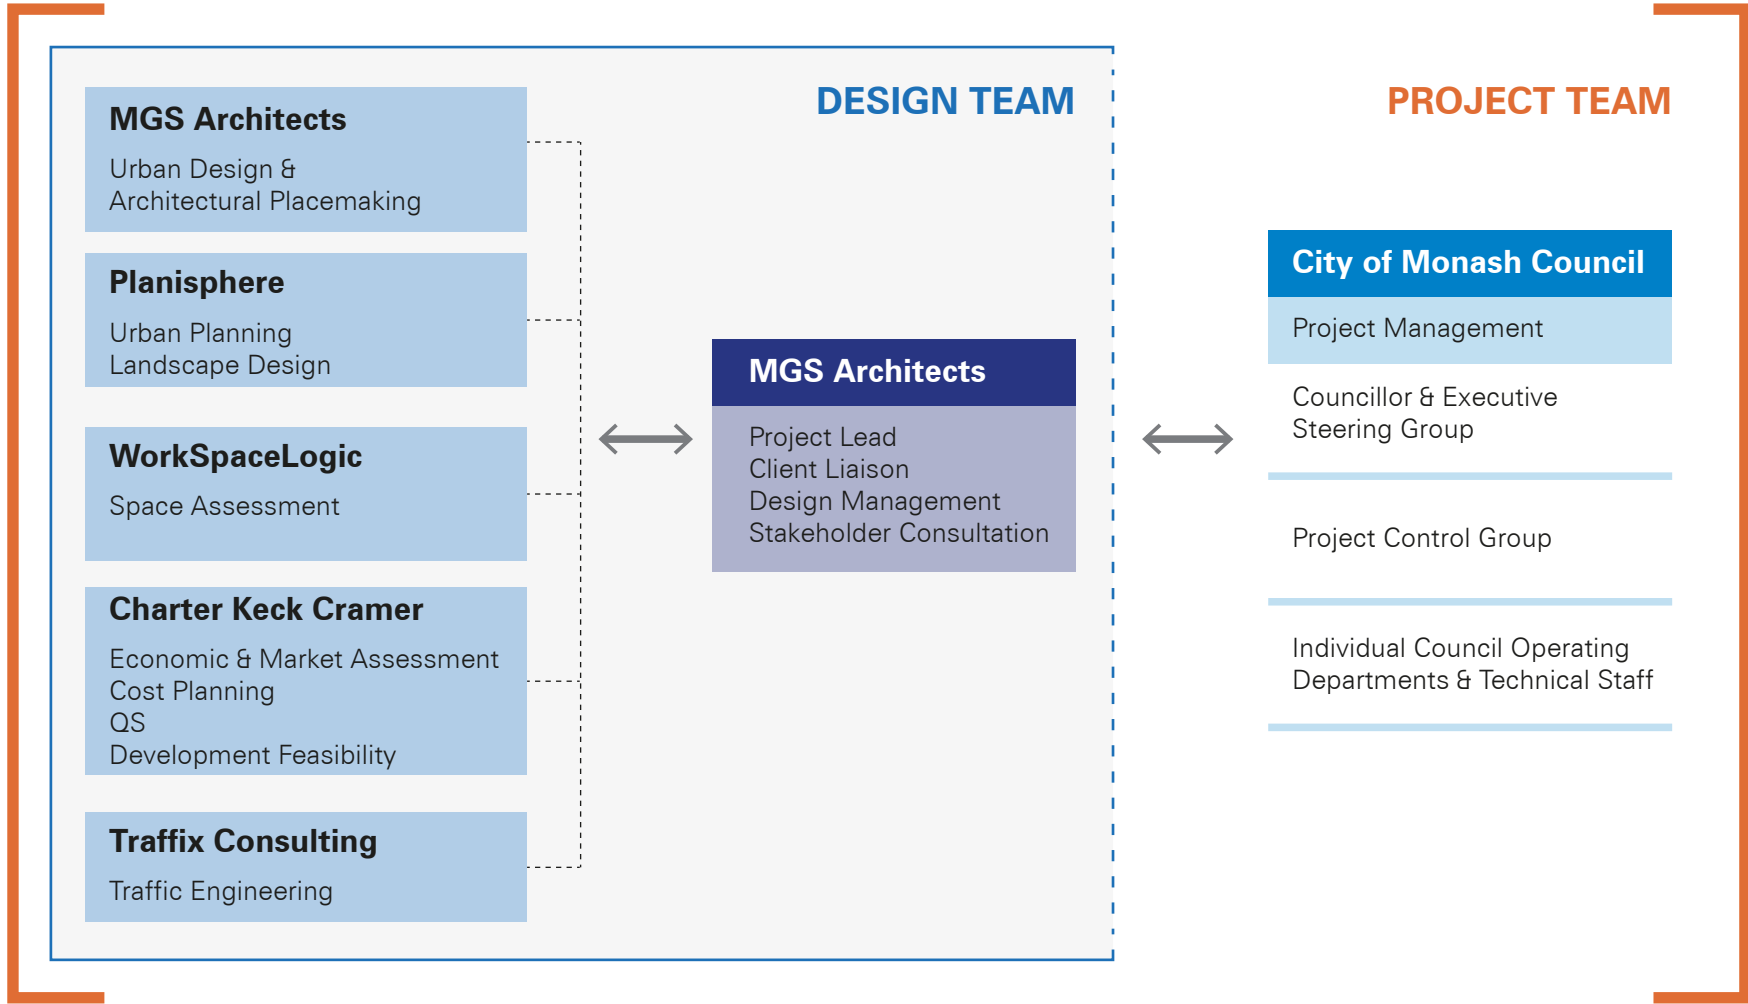 DESIGN TEAM
PROJECT TEAM
MGS Architects
Urban Design &
Architectural Placemaking
Planisphere
Urban Planning
Landscape Design
WorkSpaceLogic
Space Assessment
Charter Keck Cramer
Economic & Market Assessment
Cost Planning
QS
Development Feasibility
Traffix Consulting
Traffic Engineering
MGS Architects
Project Lead
Client Liaison
Design Management
Stakeholder Consultation
City of Monash Council
Project Management
Councillor & Executive
Steering Group
Project Control Group
Individual Council Operating
Departments & Technical Staff